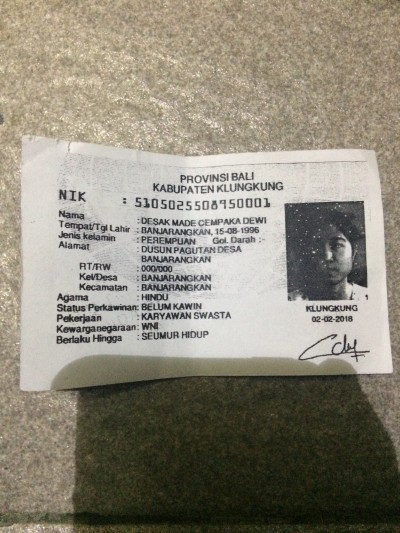 PROVINSI BALI
KABUPATEN KLUNGKUNG
NIK : 5105025508950001
Nama : DESAK MADE CEMPAKA DEWI
Tempat/Tgl Lahir : BANJARANGKAN, 15-08-1996
Jenis kelamin : PEREMPUAN Gol. Darah :-
Alamat : DUSUN PAGUTAN DESA
BANJARANGKAN
RT/RW : 000/000
Kel/Desa : BANJARANGKAN
Kecamatan : BANJARANGKAN
Agama : HINDU
Status Perkawinan: BELUM KAWIN
Pekerjaan : KARYAWAN SWASTA
Kewarganegaraan: WNI
Berlaku Hingga : SEUMUR HIDUP
KLUNGKUNG
02-02-2018